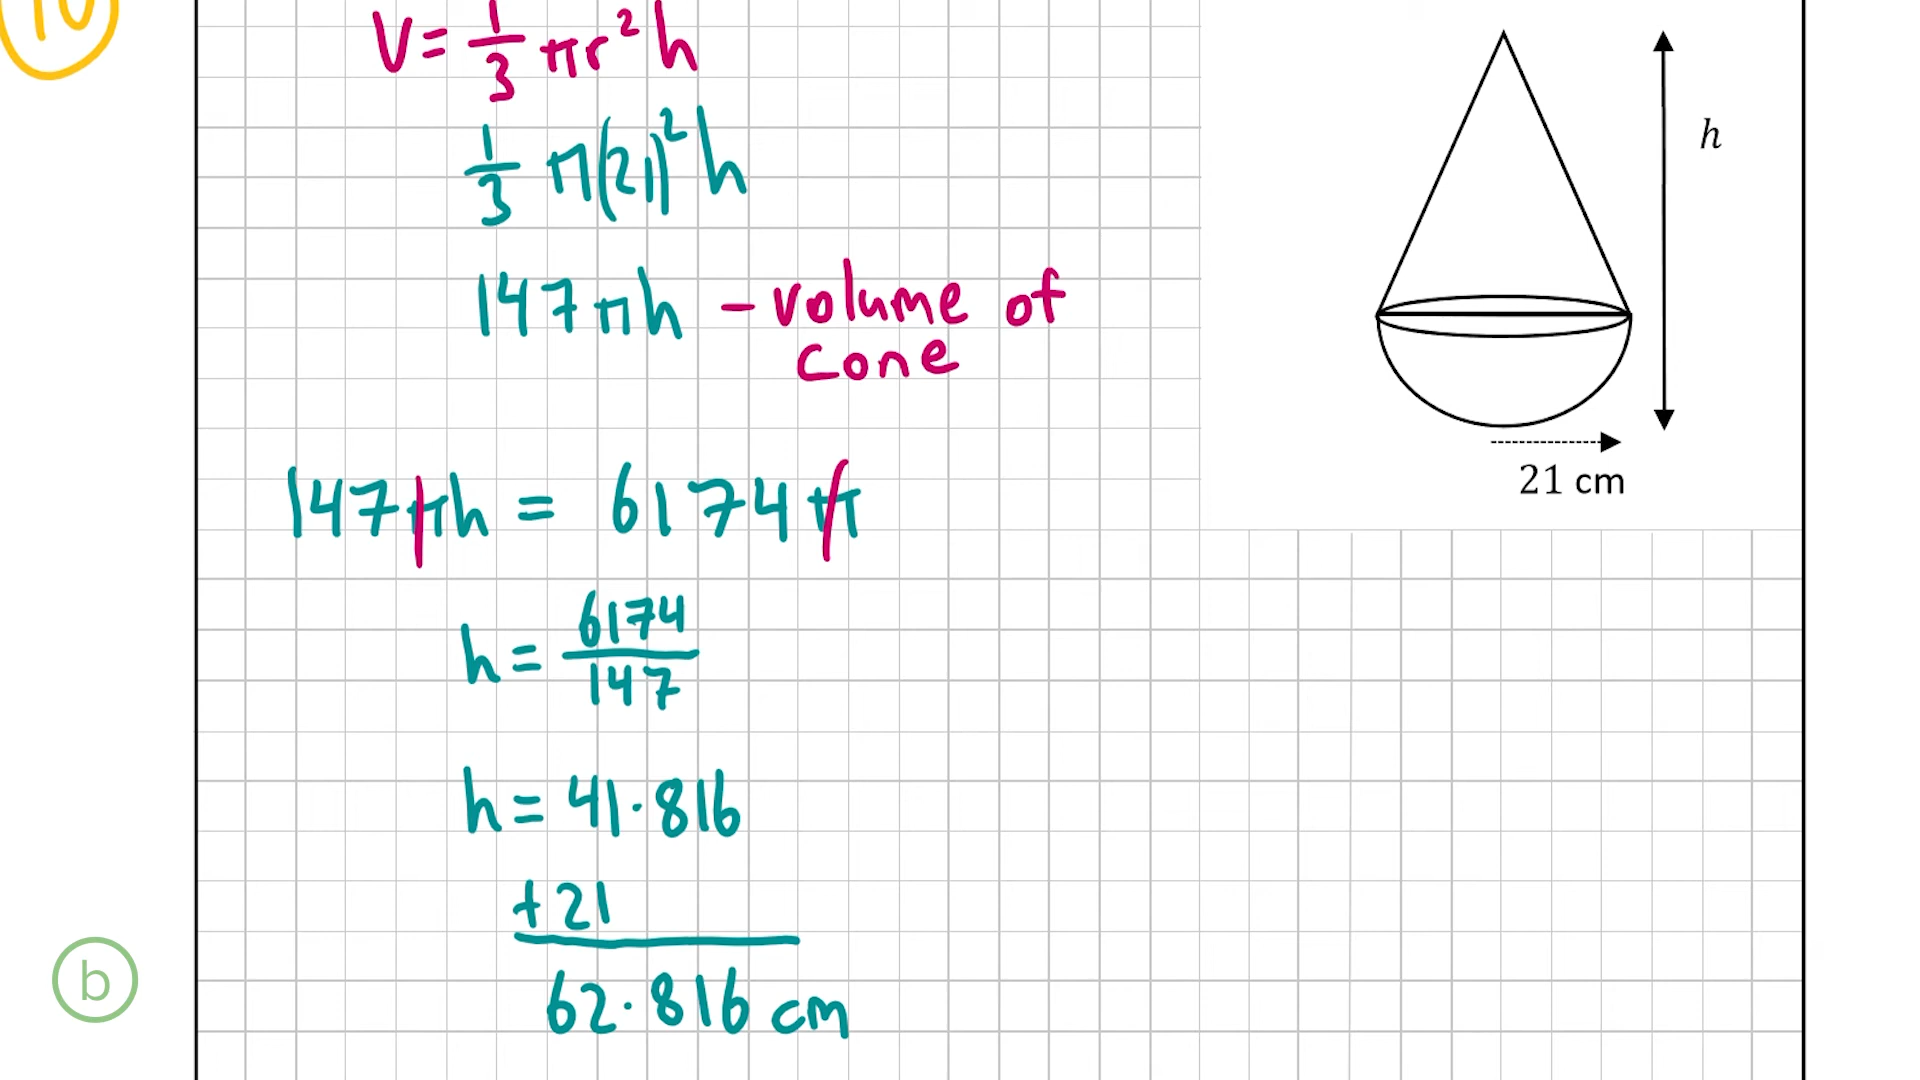 10
V = 1/3 πr²h
1/3 π(21)²h
147πh – volume of
cone
147πh = 6174π
h = 6174/147
h = 41·816
+ 21
62·816 cm
b
h
21 cm